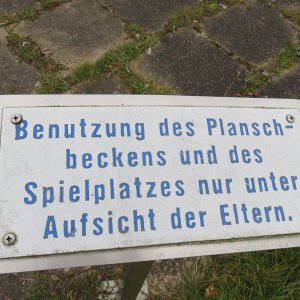 Benutzung des Plansch-
beckens und des
Spielplatzes nur unter
Aufsicht der Eltern.